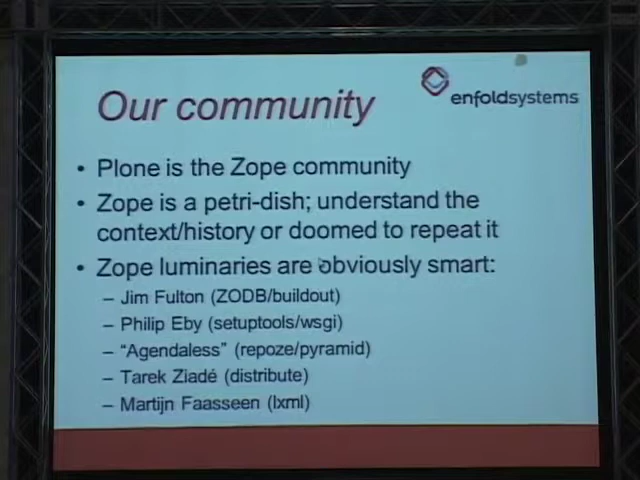 Our community
enfoldsystems
• Plone is the Zope community
• Zope is a petri-dish; understand the
context/history or doomed to repeat it
• Zope luminaries are obviously smart:
– Jim Fulton (ZODB/buildout)
– Philip Eby (setuptools/wsgi)
– “Agendaless” (repoze/pyramid)
– Tarek Ziadé (distribute)
– Martijn Faasseen (lxml)